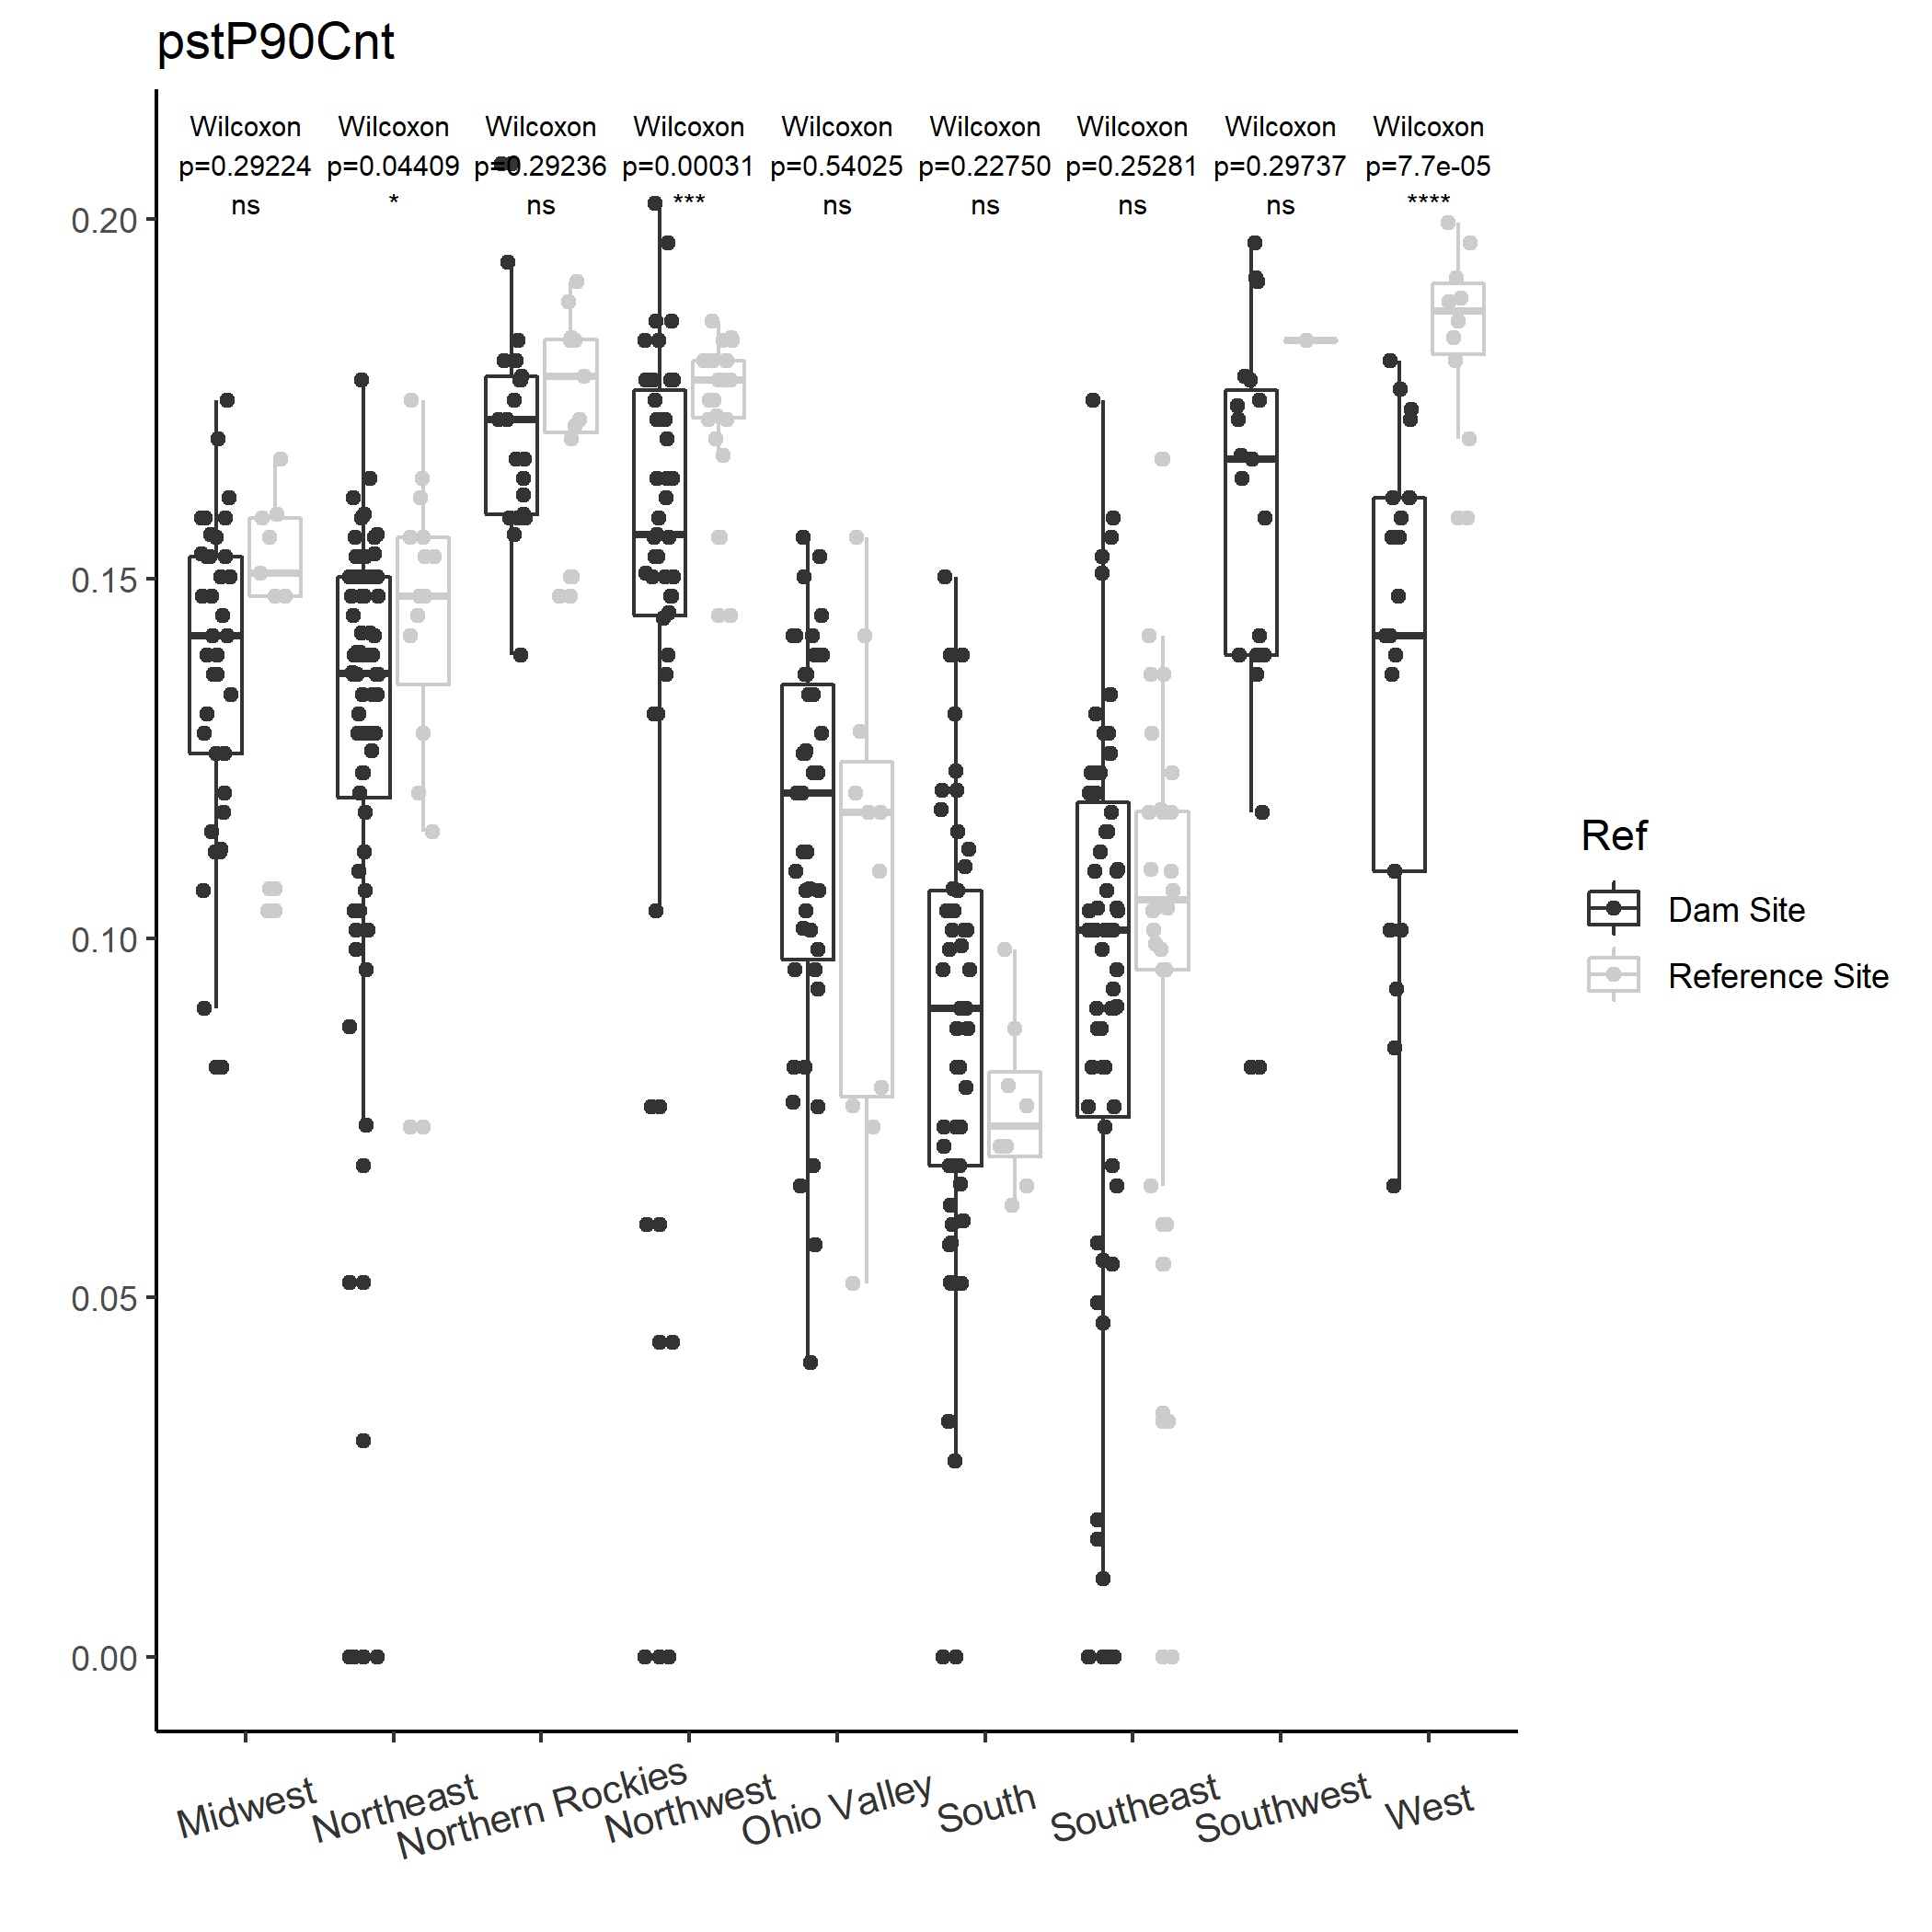 pstP90Cnt
Wilcoxon Wilcoxon Wilcoxon Wilcoxon Wilcoxon Wilcoxon Wilcoxon Wilcoxon Wilcoxon
p=0.29224 p=0.04409 p=0.29236 p=0.00031 p=0.54025 p=0.22750 p=0.25281 p=0.29737 p=7.7e-05
ns * ns *** ns ns ns ns ****
0.20
0.15
0.10
0.05
0.00
Ref
Dam Site
Reference Site
Midwest
Northeast
Northern Rockies
Northwest
Ohio Valley
South
Southeast
Southwest
West